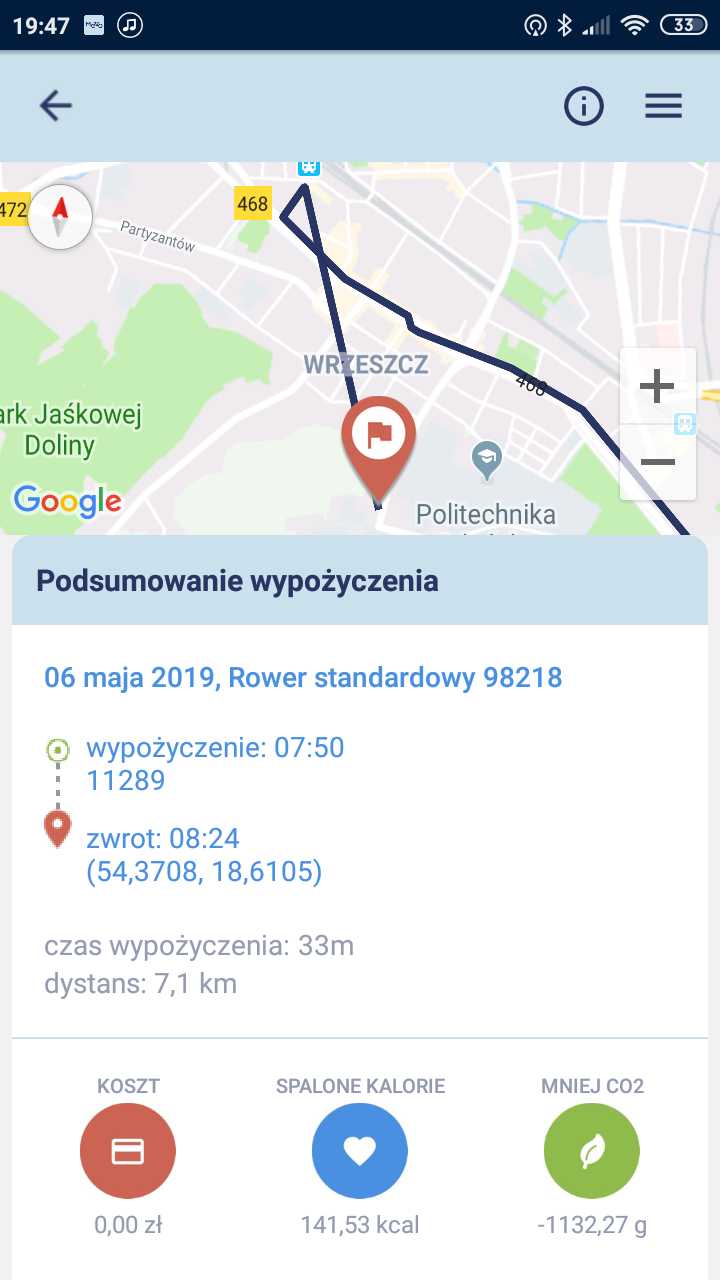 19:47
33
472
468
Partyzantów
WRZESZCZ
468
ark Jaśkowej
Doliny
Google
Politechnika
Podsumowanie wypożyczenia
06 maja 2019, Rower standardowy 98218
wypożyczenie: 07:50
11289
zwrot: 08:24
(54,3708, 18,6105)
czas wypożyczenia: 33m
dystans: 7,1 km
KOSZT
SPALONE KALORIE
MNIEJ CO2
0,00 zł
141,53 kcal
-1132,27 g